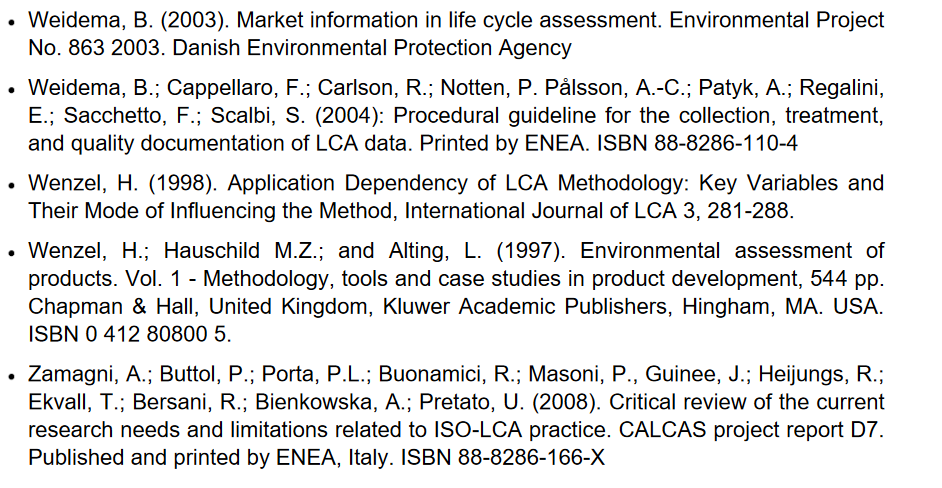 • Weidema, B. (2003). Market information in life cycle assessment. Environmental Project
No. 863 2003. Danish Environmental Protection Agency
• Weidema, B.; Cappellaro, F.; Carlson, R.; Notten, P. Pålsson, A.-C.; Patyk, A.; Regalini,
E.; Sacchetto, F.; Scalbi, S. (2004): Procedural guideline for the collection, treatment,
and quality documentation of LCA data. Printed by ENEA. ISBN 88-8286-110-4
• Wenzel, H. (1998). Application Dependency of LCA Methodology: Key Variables and
Their Mode of Influencing the Method, International Journal of LCA 3, 281-288.
• Wenzel, H.; Hauschild M.Z.; and Alting, L. (1997). Environmental assessment of
products. Vol. 1 - Methodology, tools and case studies in product development, 544 pp.
Chapman & Hall, United Kingdom, Kluwer Academic Publishers, Hingham, MA. USA.
ISBN 0 412 80800 5.
• Zamagni, A.; Buttol, P.; Porta, P.L.; Buonamici, R.; Masoni, P., Guinee, J.; Heijungs, R.;
Ekvall, T.; Bersani, R.; Bienkowska, A.; Pretato, U. (2008). Critical review of the current
research needs and limitations related to ISO-LCA practice. CALCAS project report D7.
Published and printed by ENEA, Italy. ISBN 88-8286-166-X